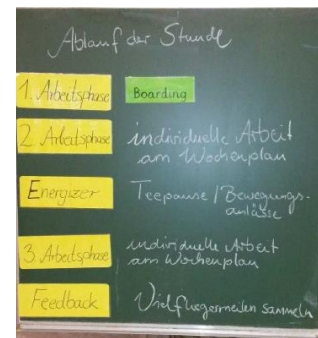 Ablauf der Stunde
1. Arbeitsphase Boarding
2. Arbeitsphase individuelle Arbeit
am Wochenplan
Energizer Teepause / Bewegungs-
anlässe
3. Arbeitsphase individuelle Arbeit
am Wochenplan
Feedback Vielfliegermeilen sammeln